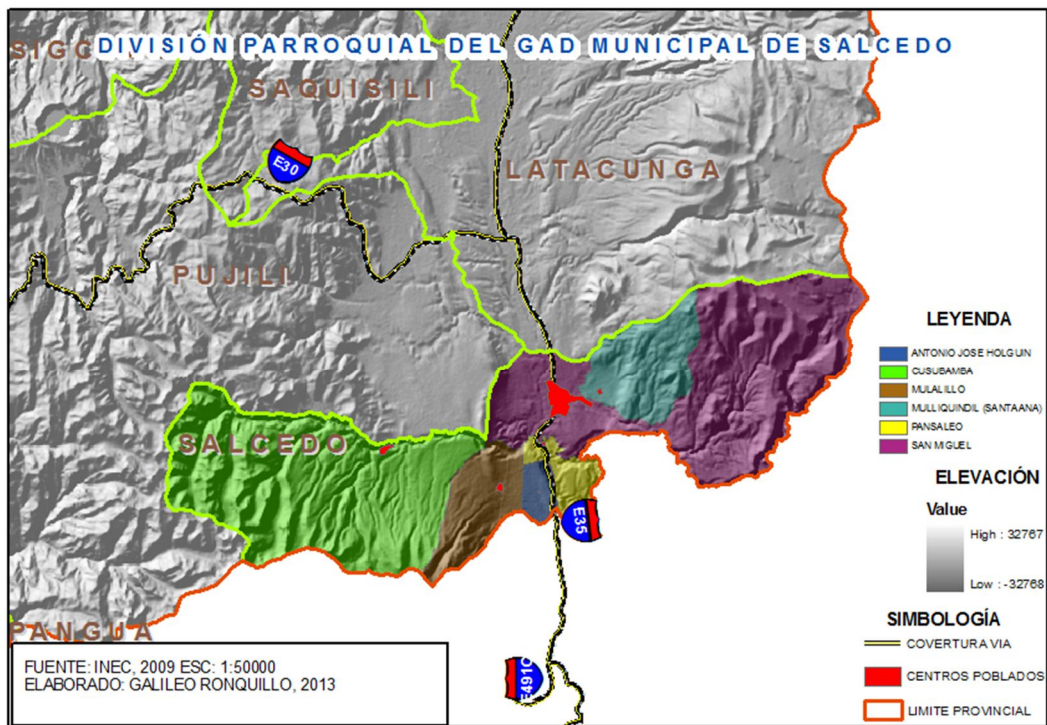 SIGC
DIVISIÓN PARROQUIAL DEL GAD MUNICIPAL DE SALCEDO
SAQUISILI
E30
LATACUNGA
PUJILI
SALCEDO
E35
PANGUA
E491C
LEYENDA
ANTONIO JOSE HOLGUIN
CUSUBAMBA
MULALILLO
MULLIQUINDIL (SANTAANA)
PANSALEO
SAN MIGUEL
ELEVACIÓN
Value
High : 32767
Low : -32768
SIMBOLOGÍA
COVERTURA VIA
CENTROS POBLADOS
LIMITE PROVINCIAL
FUENTE: INEC, 2009 ESC: 1:50000
ELABORADO: GALILEO RONQUILLO, 2013